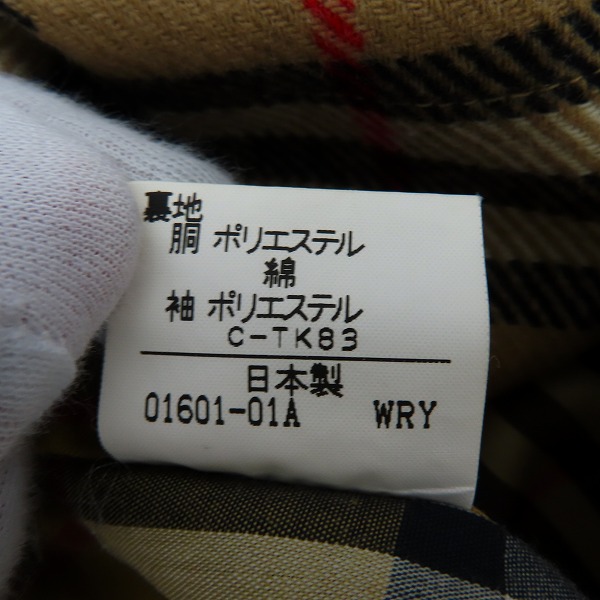 裏地
胴 ポリエステル
綿
袖 ポリエステル
C-TK83
日本製
01601-01A WRY